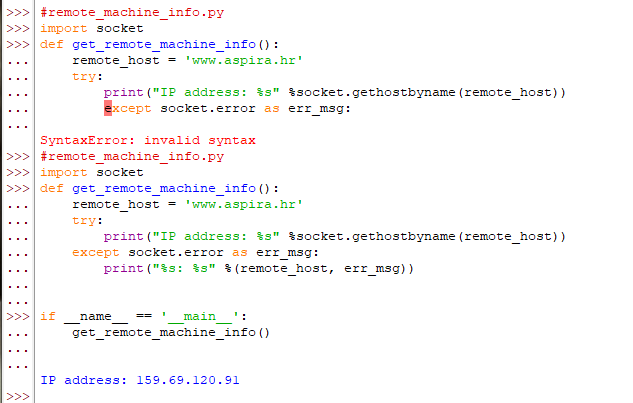 >>> #remote_machine_info.py
>>> import socket
>>> def get_remote_machine_info():
...     remote_host = 'www.aspira.hr'
...     try:
...         print("IP address: %s" %socket.gethostbyname(remote_host))
...         except socket.error as err_msg:
...
SyntaxError: invalid syntax
>>> #remote_machine_info.py
>>> import socket
>>> def get_remote_machine_info():
...     remote_host = 'www.aspira.hr'
...     try:
...         print("IP address: %s" %socket.gethostbyname(remote_host))
...     except socket.error as err_msg:
...         print("%s: %s" %(remote_host, err_msg))
...
...
>>> if __name__ == '__main__':
...     get_remote_machine_info()
...
...
IP address: 159.69.120.91
>>>